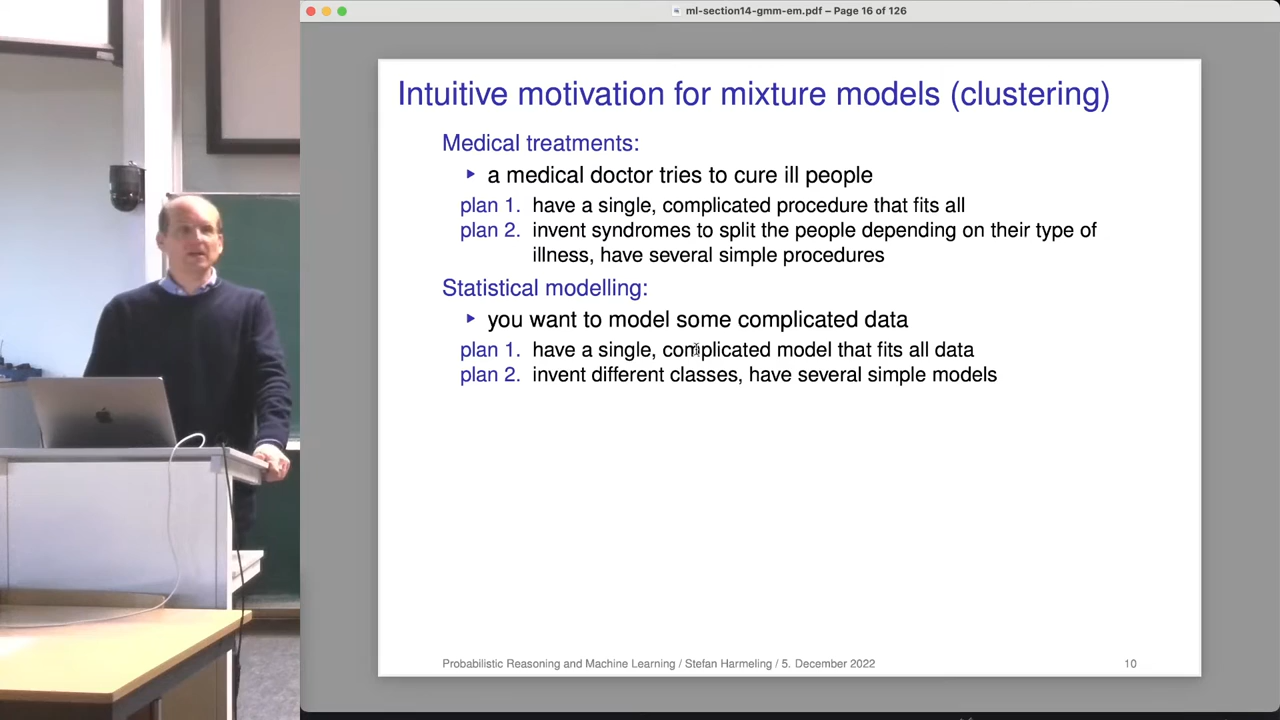 ml-section14-gmm-em.pdf – Page 16 of 126
Intuitive motivation for mixture models (clustering)
Medical treatments:
▶ a medical doctor tries to cure ill people
plan 1. have a single, complicated procedure that fits all
plan 2. invent syndromes to split the people depending on their type of
illness, have several simple procedures
Statistical modelling:
▶ you want to model some complicated data
plan 1. have a single, complicated model that fits all data
plan 2. invent different classes, have several simple models
Probabilistic Reasoning and Machine Learning / Stefan Harmeling / 5. December 2022
10